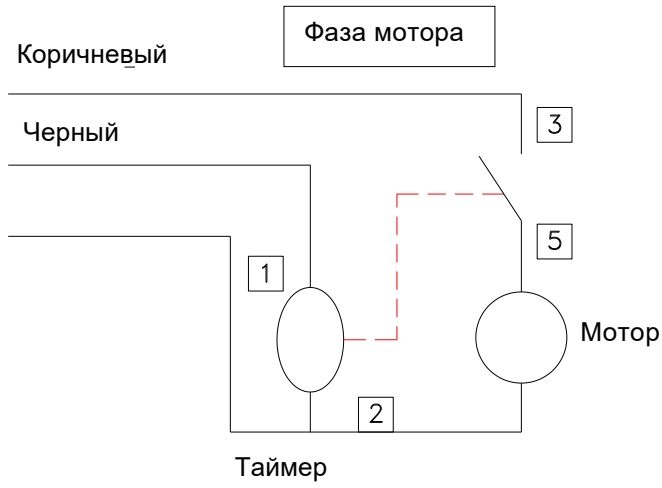 Фаза мотора
Коричневый
Черный
3
5
1
Мотор
2
Таймер